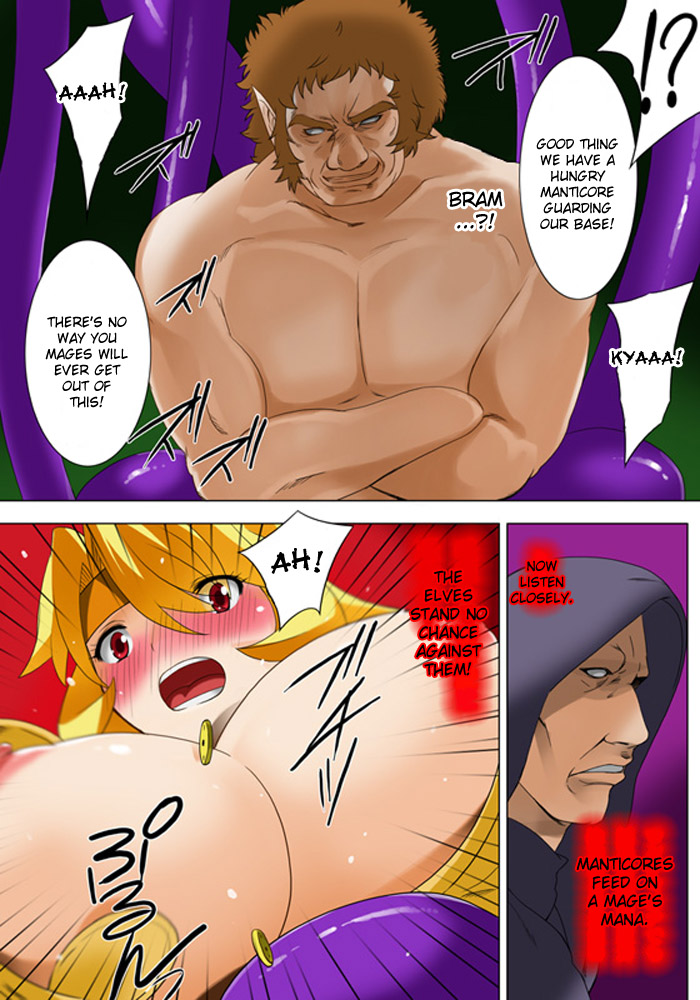 !?
GOOD THING
WE HAVE A
HUNGRY
MANTICORE
GUARDING
OUR BASE!
AAAH!
BRAM
...?!
THERE'S NO
WAY YOU
MAGES WILL
EVER GET
OUT OF
THIS!
KYAAA!
NOW
LISTEN
CLOSELY.
MANTICORES
FEED ON
A MAGE'S
MANA.
THE
ELVES
STAND NO
CHANCE
AGAINST
THEM!
AH!